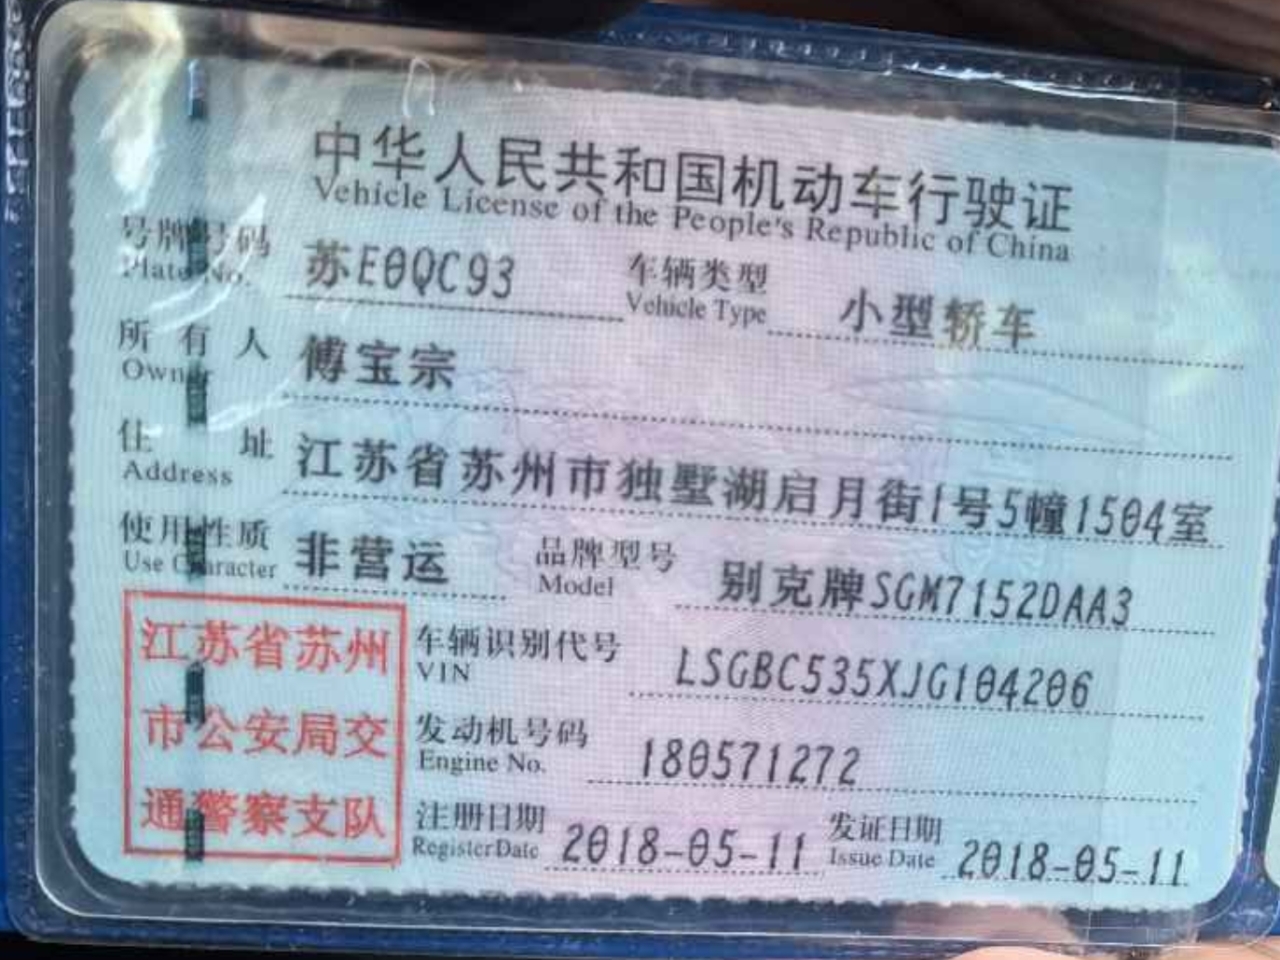 中华人民共和国机动车行驶证
Vehicle License of the People's Republic of China
号牌号码 苏E0QC93 车辆类型 小型轿车
Plate No. Vehicle Type
所有人 傅宝宗
Owner
住址 江苏省苏州市独墅湖启月街1号5幢1504室
Address
使用性质 非营运 品牌型号 别克牌SGM7152DAA3
Use Character Model
江苏省苏州
市公安局交
通警察支队
车辆识别代号 LSGBC535XJG104206
VIN
发动机号码 180571272
Engine No.
注册日期 2018-05-11 发证日期 2018-05-11
Register Date Issue Date